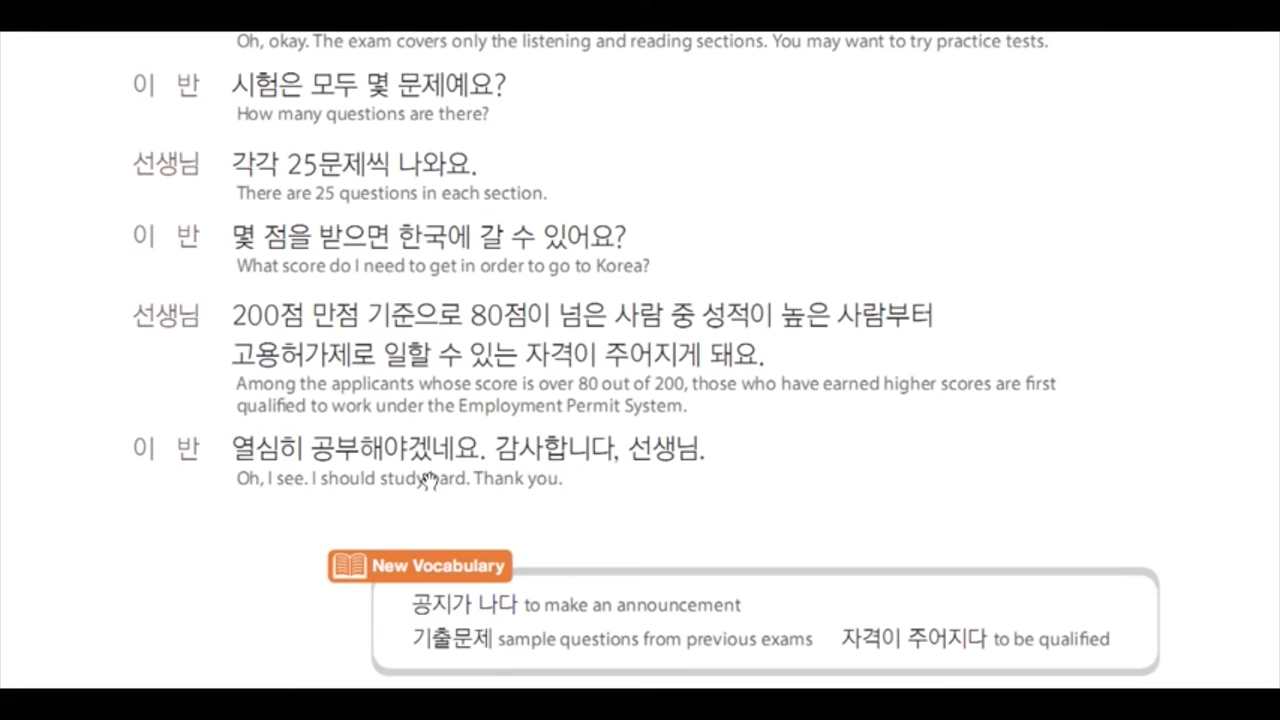 Oh, okay. The exam covers only the listening and reading sections. You may want to try practice tests.
이 반 시험은 모두 몇 문제예요?
How many questions are there?
선생님 각각 25문제씩 나와요.
There are 25 questions in each section.
이 반 몇 점을 받으면 한국에 갈 수 있어요?
What score do I need to get in order to go to Korea?
선생님 200점 만점 기준으로 80점이 넘은 사람 중 성적이 높은 사람부터
고용허가제로 일할 수 있는 자격이 주어지게 돼요.
Among the applicants whose score is over 80 out of 200, those who have earned higher scores are first
qualified to work under the Employment Permit System.
이 반 열심히 공부해야겠네요. 감사합니다, 선생님.
Oh, I see. I should study hard. Thank you.
New Vocabulary
공지가 나다 to make an announcement
기출문제 sample questions from previous exams 자격이 주어지다 to be qualified